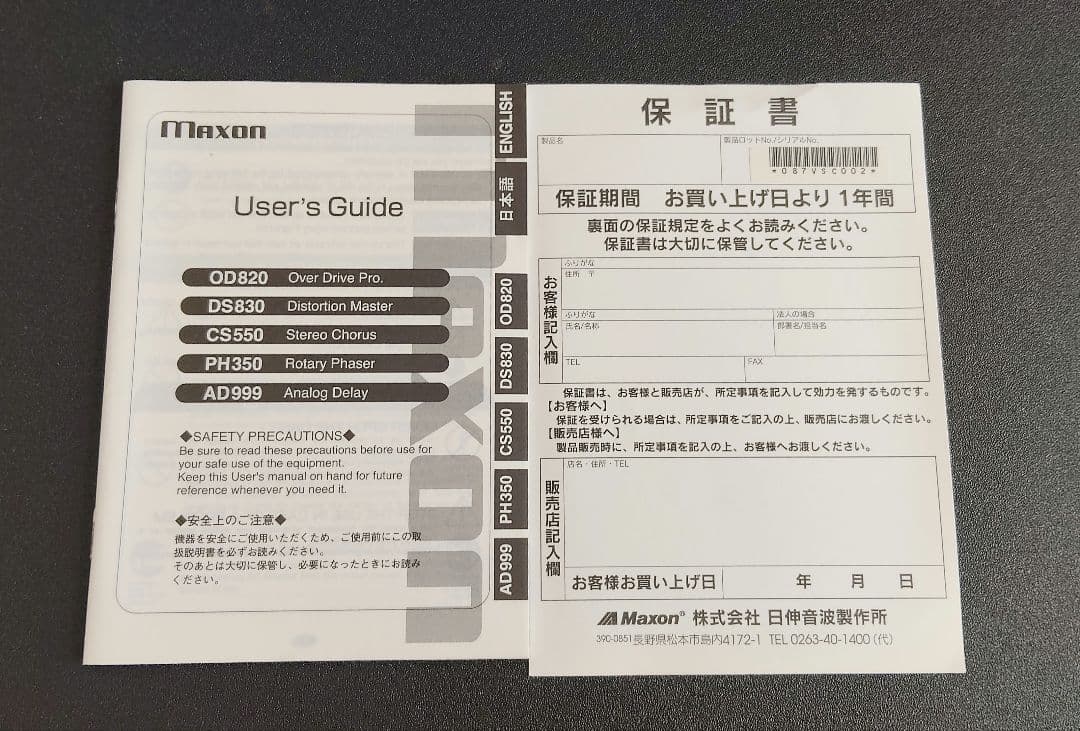 Maxon
User's Guide
OD820 Over Drive Pro.
DS830 Distortion Master
CS550 Stereo Chorus
PH350 Rotary Phaser
AD999 Analog Delay
◆SAFETY PRECAUTIONS◆
Be sure to read these precautions before use for
your safe use of the equipment.
Keep this User's manual on hand for future
reference whenever you need it.
◆安全上のご注意◆
機器を安全にご使用いただくため、ご使用前にこの取
扱説明書を必ずお読みください。
そのあとは大切に保管し、必要になったときにお読み
ください。
maxon
ENGLISH
日本語
OD820
DS830
CS550
PH350
AD999
保証書
製品名
製品ロットNo./シリアルNo.
*087VSC002*
保証期間 お買い上げ日より1年間
裏面の保証規定をよくお読みください。
保証書は大切に保管してください。
お客様記入欄
ふりがな
住所 〒
ふりがな
氏名/名称
法人の場合
部署名/担当名
TEL
FAX
保証書は、お客様と販売店が、所定事項を記入して効力を発するものです。
【お客様へ】
保証を受けられる場合は、所定事項をご記入の上、販売店にお渡しください。
【販売店様へ】
製品販売時に、所定事項を記入の上、お客様へお渡しください。
販売店記入欄
店名・住所・TEL
お客様お買い上げ日 年 月 日
Maxon® 株式会社 日伸音波製作所
390-0851長野県松本市島内4172-1 TEL 0263-40-1400(代)